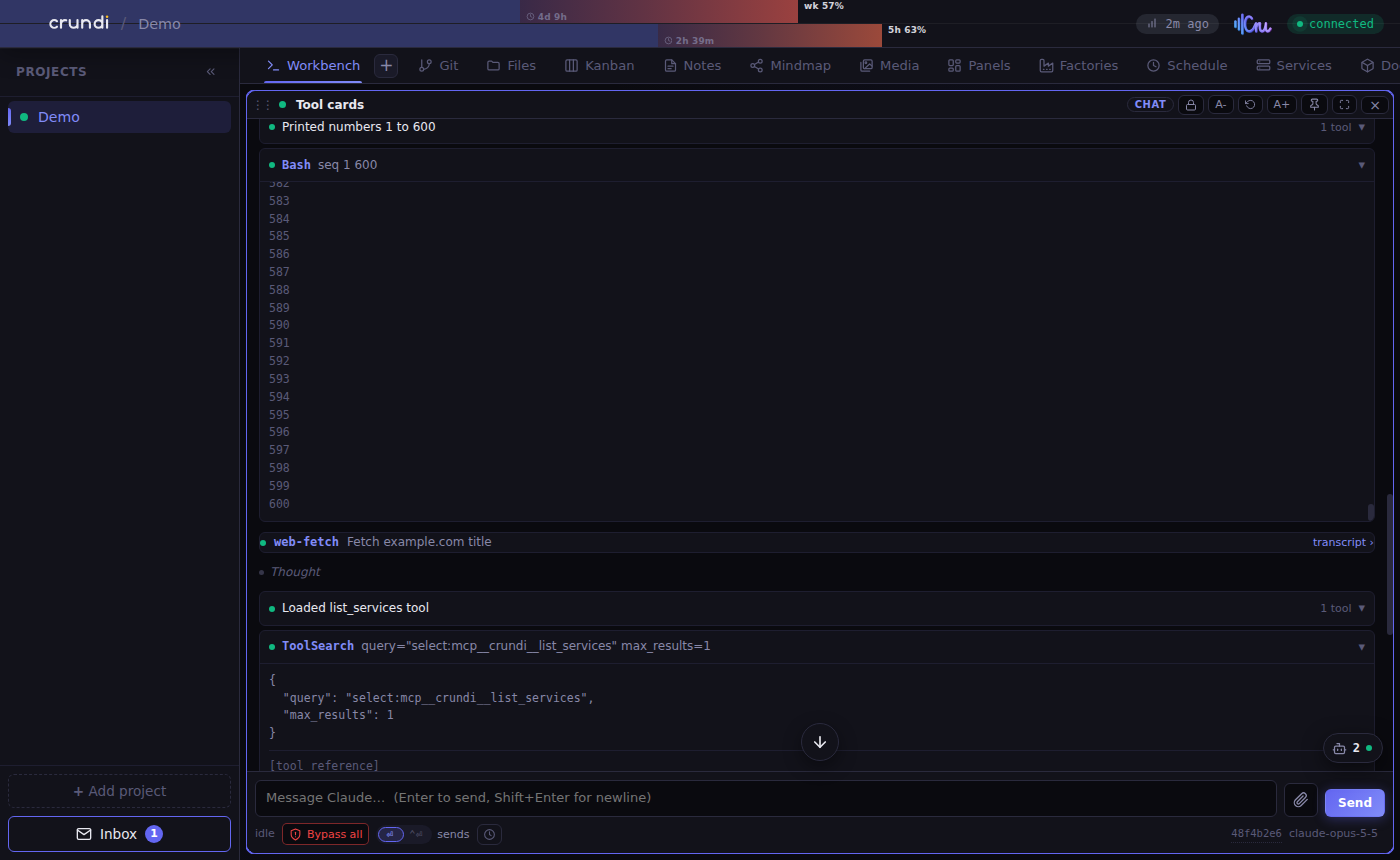 crundi / Demo
4d 9h
wk 57%
2h 39m
5h 63%
2m ago
Cru
connected
PROJECTS «
Demo
+ Add project
Inbox 1
Workbench + Git Files Kanban Notes Mindmap Media Panels Factories Schedule Services Do
Tool cards
CHAT A- A+ ×
Printed numbers 1 to 600 1 tool ▼
Bash seq 1 600 ▼
582
583
584
585
586
587
588
589
590
591
592
593
594
595
596
597
598
599
600
web-fetch Fetch example.com title transcript ›
Thought
Loaded list_services tool 1 tool ▼
ToolSearch query="select:mcp__crundi__list_services" max_results=1 ▼
{
"query": "select:mcp__crundi__list_services",
"max_results": 1
}
[tool reference]
2
Message Claude… (Enter to send, Shift+Enter for newline)
Send
idle Bypass all ⏎ ^⏎ sends
48f4b2e6 claude-opus-5-5